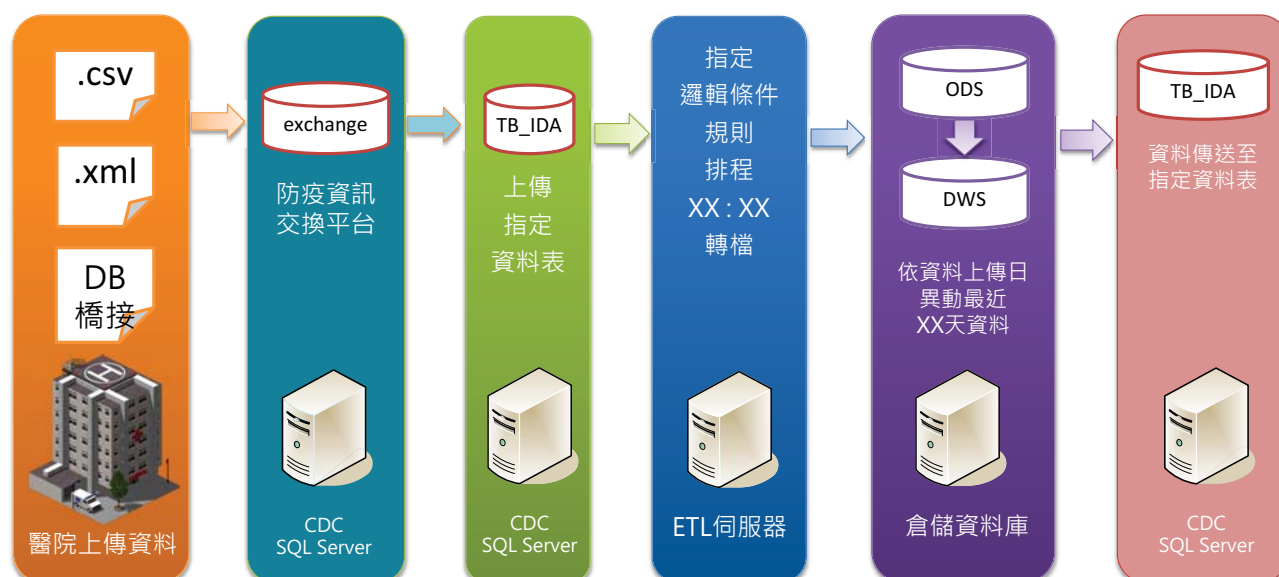 .csv
.xml
DB
橋接
醫院上傳資料
exchange
防疫資訊
交換平台
CDC
SQL Server
TB_IDA
上傳
指定
資料表
CDC
SQL Server
指定
邏輯條件
規則
排程
XX : XX
轉檔
ETL伺服器
ODS
DWS
依資料上傳日
異動最近
XX天資料
倉儲資料庫
TB_IDA
資料傳送至
指定資料表
CDC
SQL Server